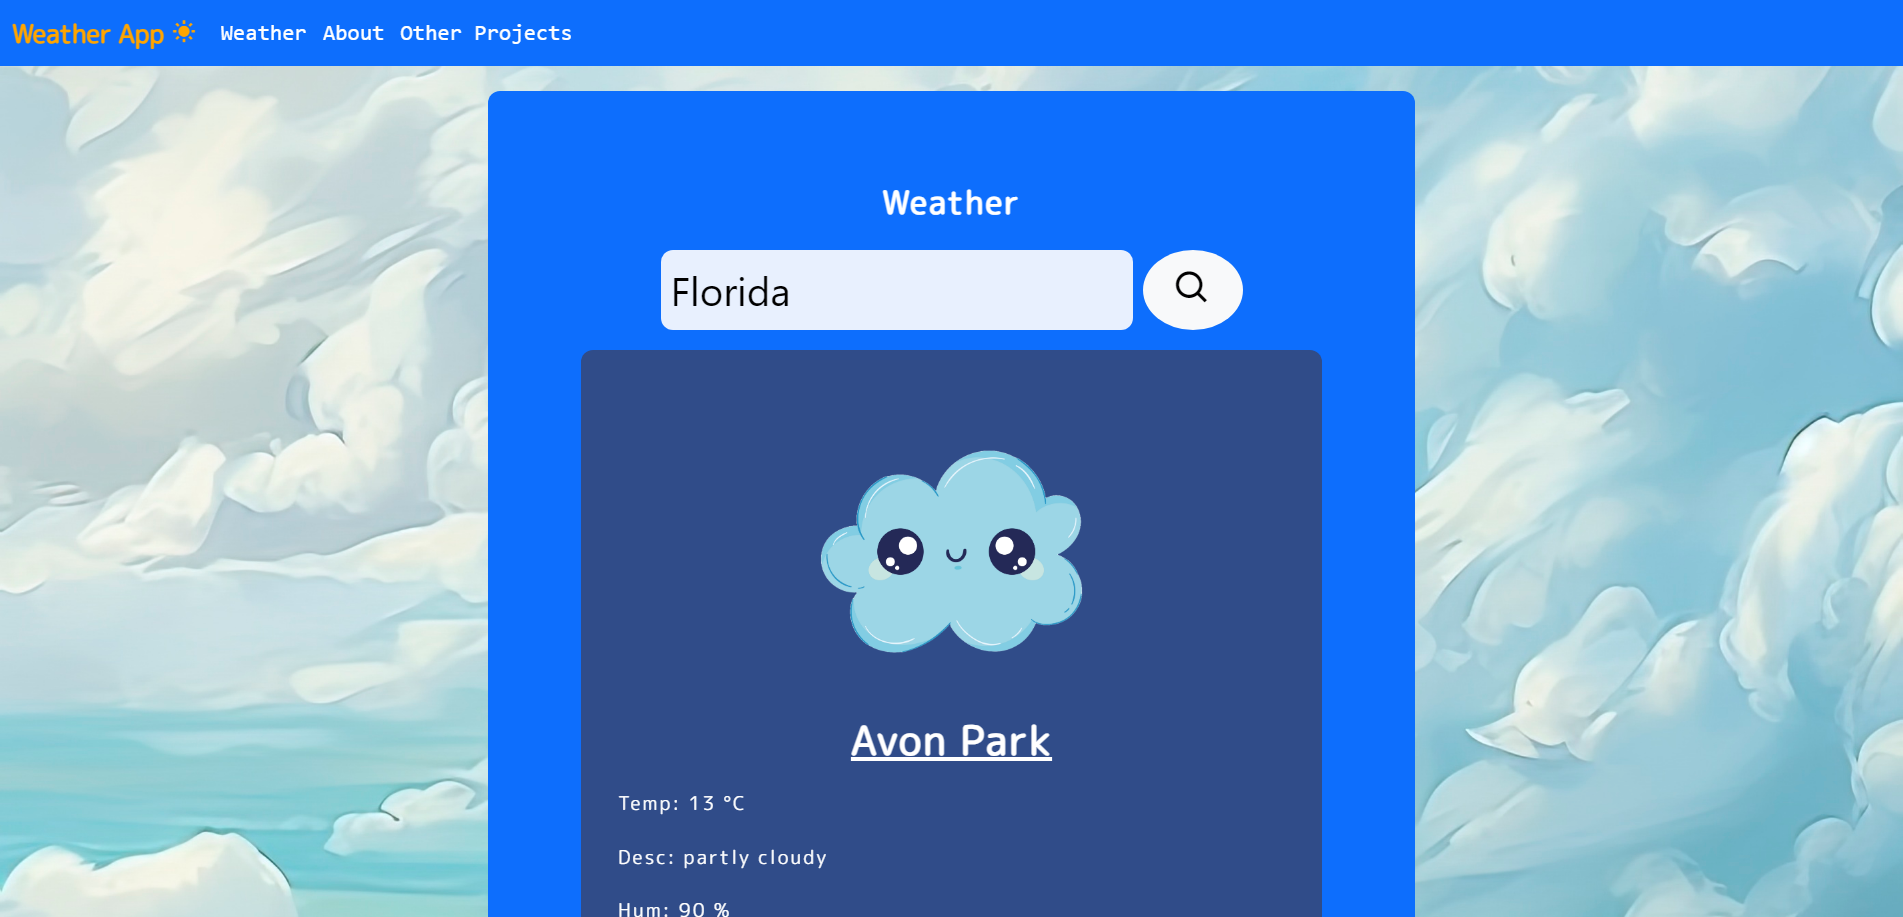 Weather App Weather About Other Projects
Weather
Florida
Avon Park
Temp: 13 °C
Desc: partly cloudy
Hum: 90 %